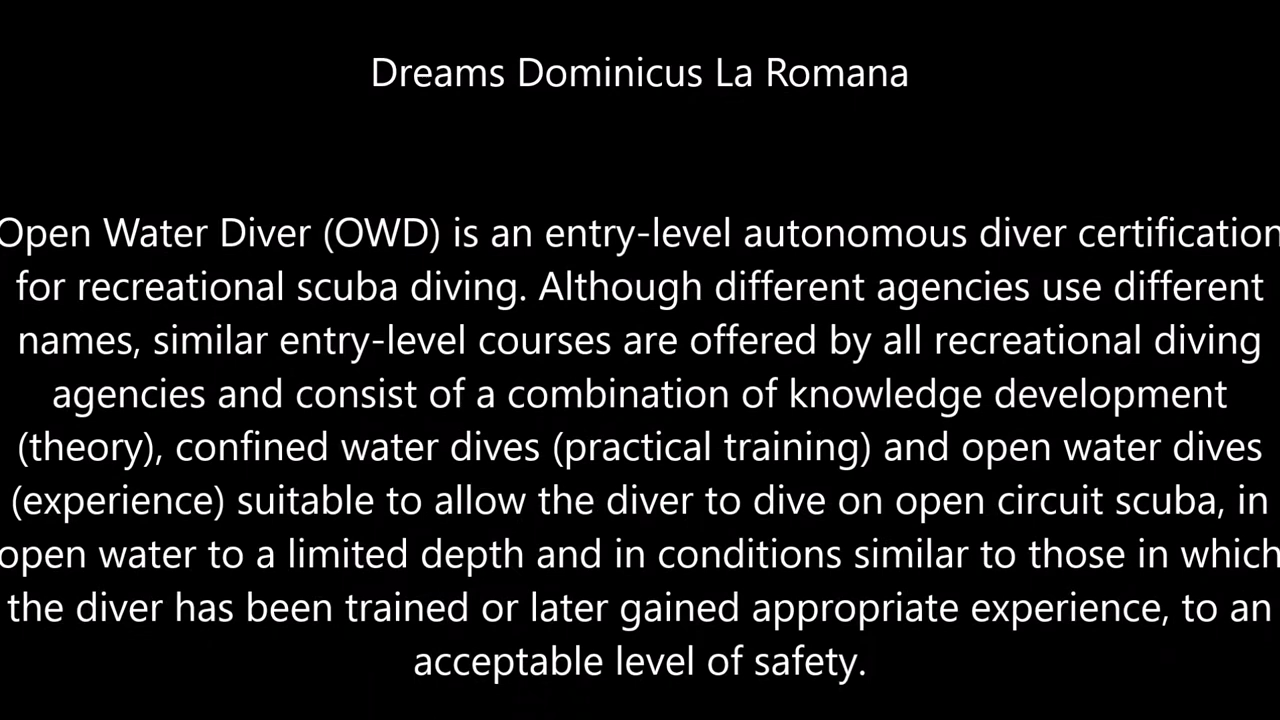 Dreams Dominicus La Romana
Open Water Diver (OWD) is an entry-level autonomous diver certification
for recreational scuba diving. Although different agencies use different
names, similar entry-level courses are offered by all recreational diving
agencies and consist of a combination of knowledge development
(theory), confined water dives (practical training) and open water dives
(experience) suitable to allow the diver to dive on open circuit scuba, in
open water to a limited depth and in conditions similar to those in which
the diver has been trained or later gained appropriate experience, to an
acceptable level of safety.